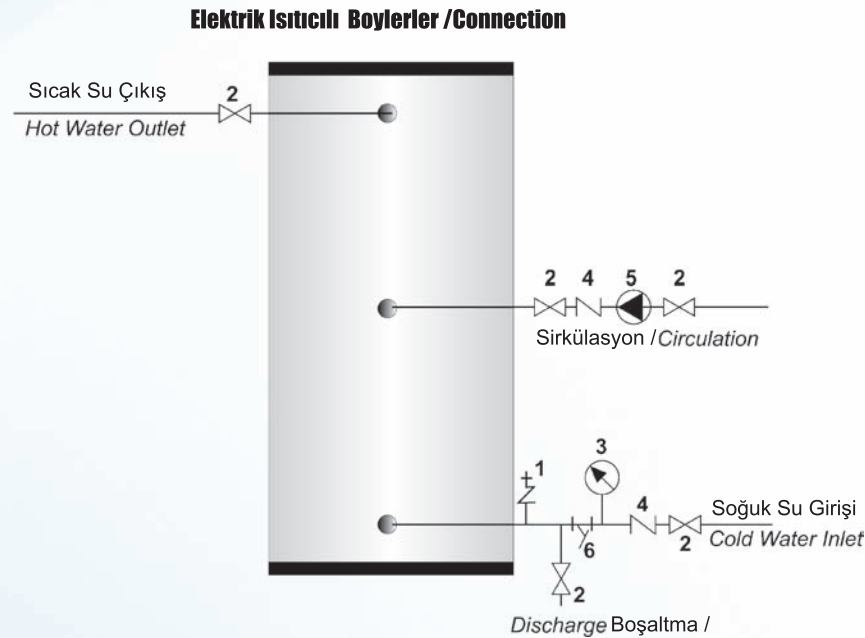 Elektrik Isıtıcılı Boylerler /Connection
Sıcak Su Çıkış
2
Hot Water Outlet
2 4 5 2
Sirkülasyon /Circulation
3
1
4
Soğuk Su Girişi
6
2
Cold Water Inlet
2
Discharge Boşaltma /